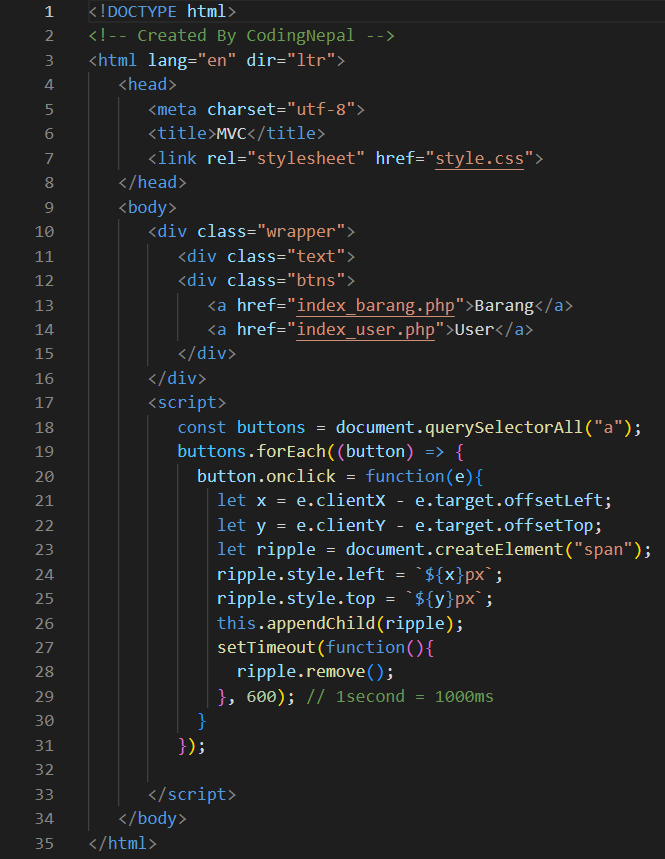 1 <!DOCTYPE html>
2 <!-- Created By CodingNepal -->
3 <html lang="en" dir="ltr">
4    <head>
5       <meta charset="utf-8">
6       <title>MVC</title>
7       <link rel="stylesheet" href="style.css">
8    </head>
9    <body>
10       <div class="wrapper">
11          <div class="text">
12          <div class="btns">
13             <a href="index_barang.php">Barang</a>
14             <a href="index_user.php">User</a>
15          </div>
16       </div>
17       <script>
18          const buttons = document.querySelectorAll("a");
19          buttons.forEach((button) => {
20            button.onclick = function(e){
21              let x = e.clientX - e.target.offsetLeft;
22              let y = e.clientY - e.target.offsetTop;
23              let ripple = document.createElement("span");
24              ripple.style.left = `${x}px`;
25              ripple.style.top = `${y}px`;
26              this.appendChild(ripple);
27              setTimeout(function(){
28                ripple.remove();
29              }, 600); // 1second = 1000ms
30            }
31          });
32
33       </script>
34    </body>
35 </html>